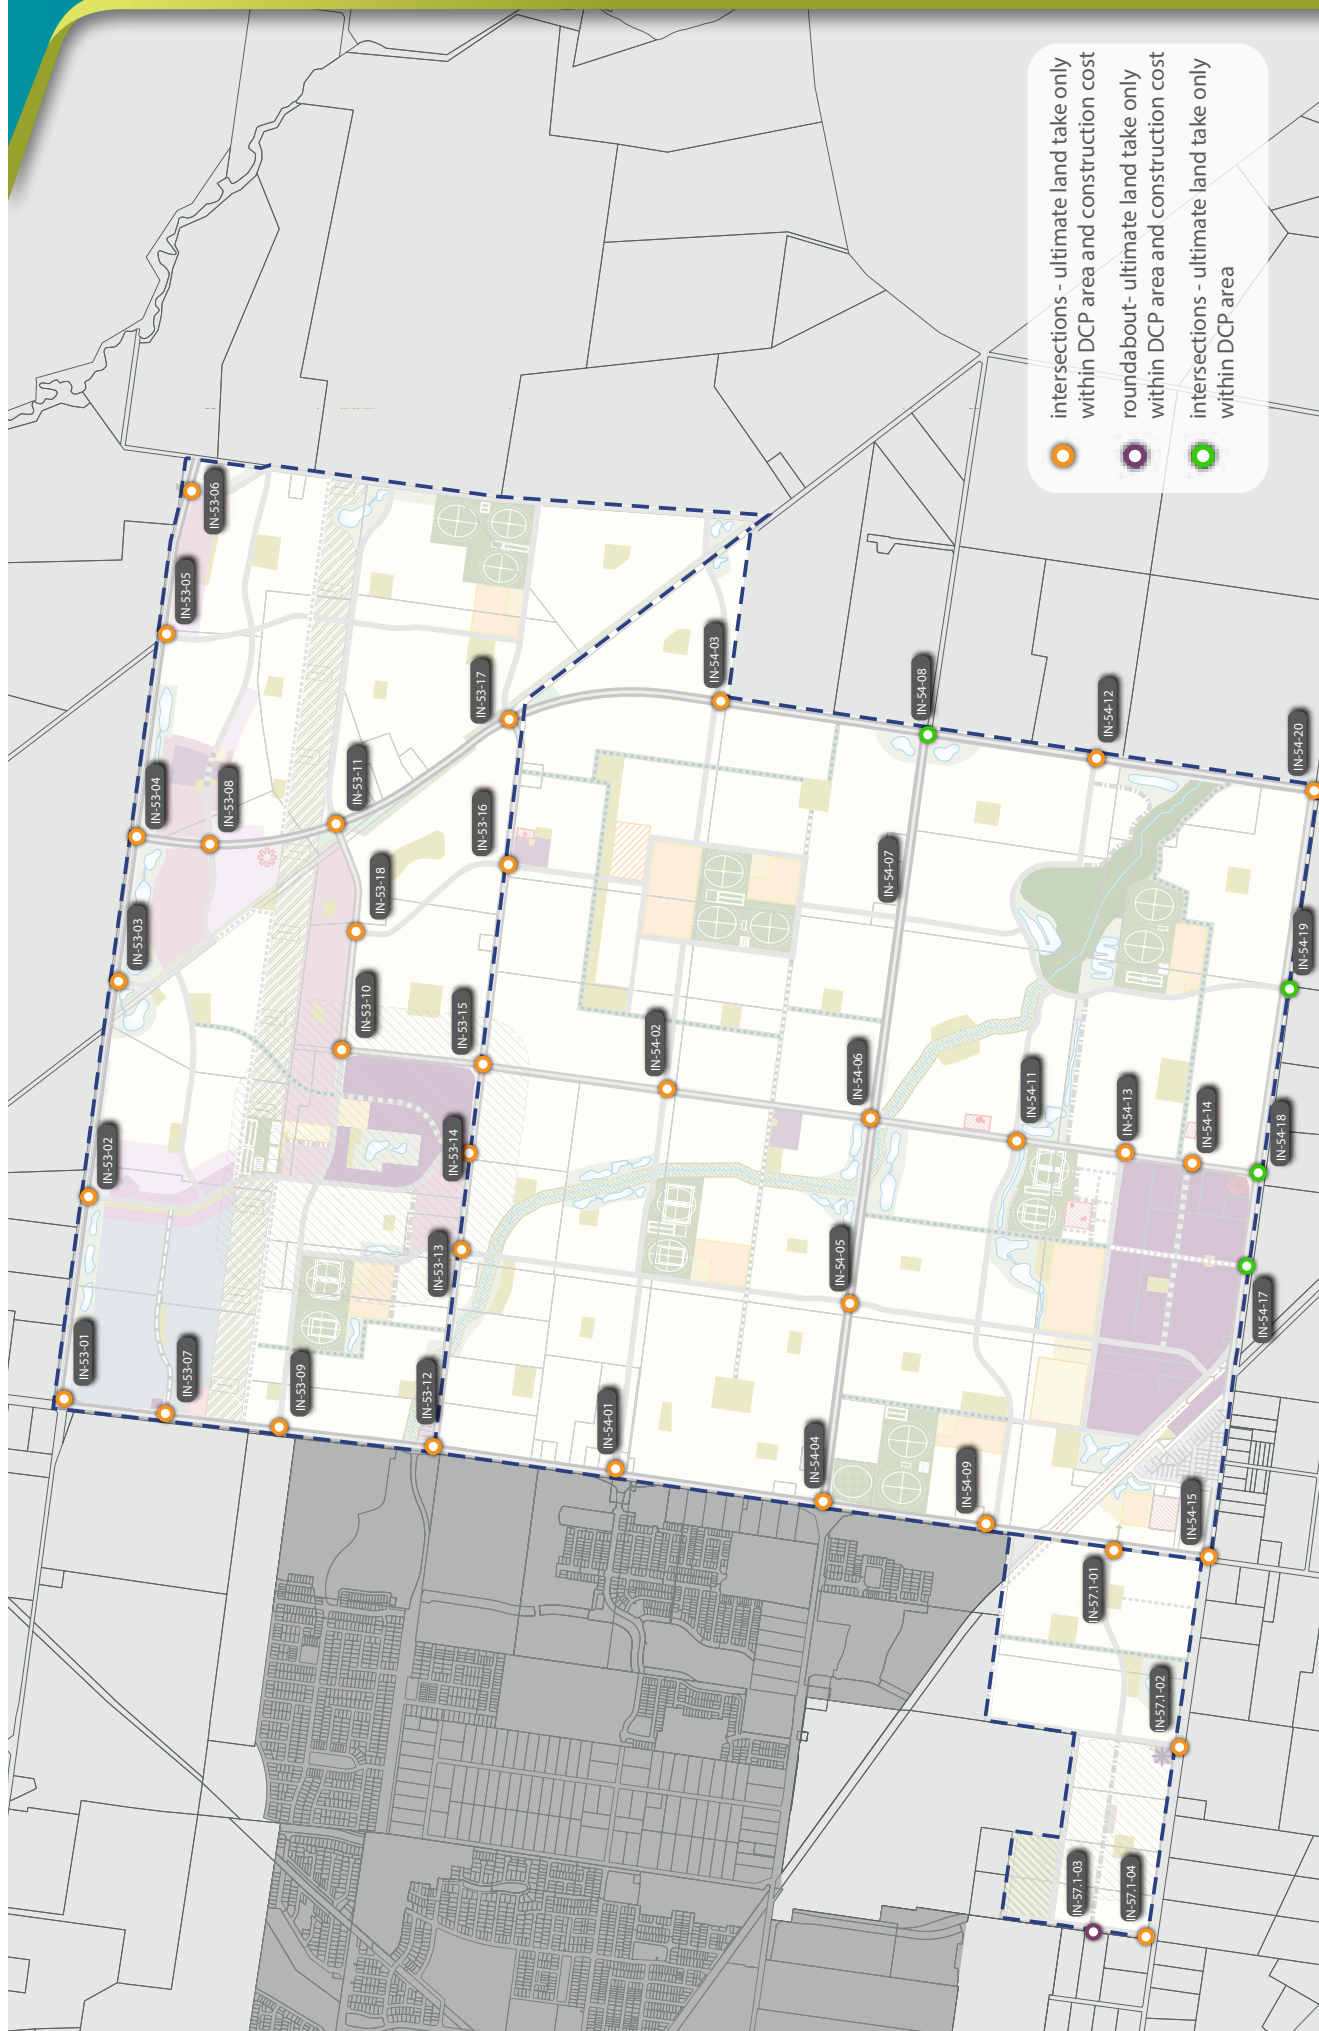 intersections - ultimate land take only
within DCP area and construction cost
roundabout- ultimate land take only
within DCP area and construction cost
intersections - ultimate land take only
within DCP area
IN-53-01
IN-53-02
IN-53-03
IN-53-04
IN-53-05
IN-53-06
IN-53-07
IN-53-08
IN-53-09
IN-53-10
IN-53-11
IN-53-18
IN-53-12
IN-53-13
IN-53-14
IN-53-15
IN-53-16
IN-53-17
IN-54-01
IN-54-02
IN-54-03
IN-54-04
IN-54-05
IN-54-06
IN-54-07
IN-54-08
IN-54-09
IN-54-11
IN-54-12
IN-54-13
IN-54-14
IN-54-15
IN-54-17
IN-54-18
IN-54-19
IN-54-20
IN-57.1-01
IN-57.1-02
IN-57.1-03
IN-57.1-04